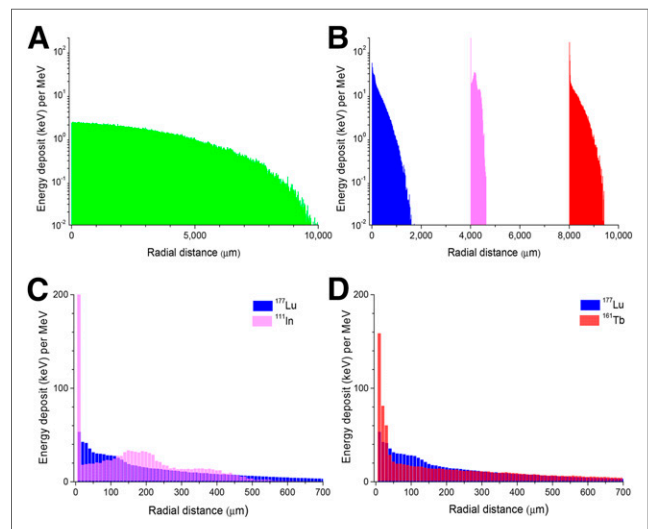 A
B
Energy deposit (keV) per MeV
10²
10¹
10⁰
10⁻¹
10⁻²
0
5,000
10,000
Radial distance (µm)
Energy deposit (keV) per MeV
10²
10¹
10⁰
10⁻¹
10⁻²
0
2,000
4,000
6,000
8,000
10,000
Radial distance (µm)
C
D
Energy deposit (keV) per MeV
200
100
0
0
100
200
300
400
500
600
700
Radial distance (µm)
¹⁷⁷Lu
¹¹¹In
Energy deposit (keV) per MeV
200
100
0
0
100
200
300
400
500
600
700
Radial distance (µm)
¹⁷⁷Lu
¹⁶¹Tb